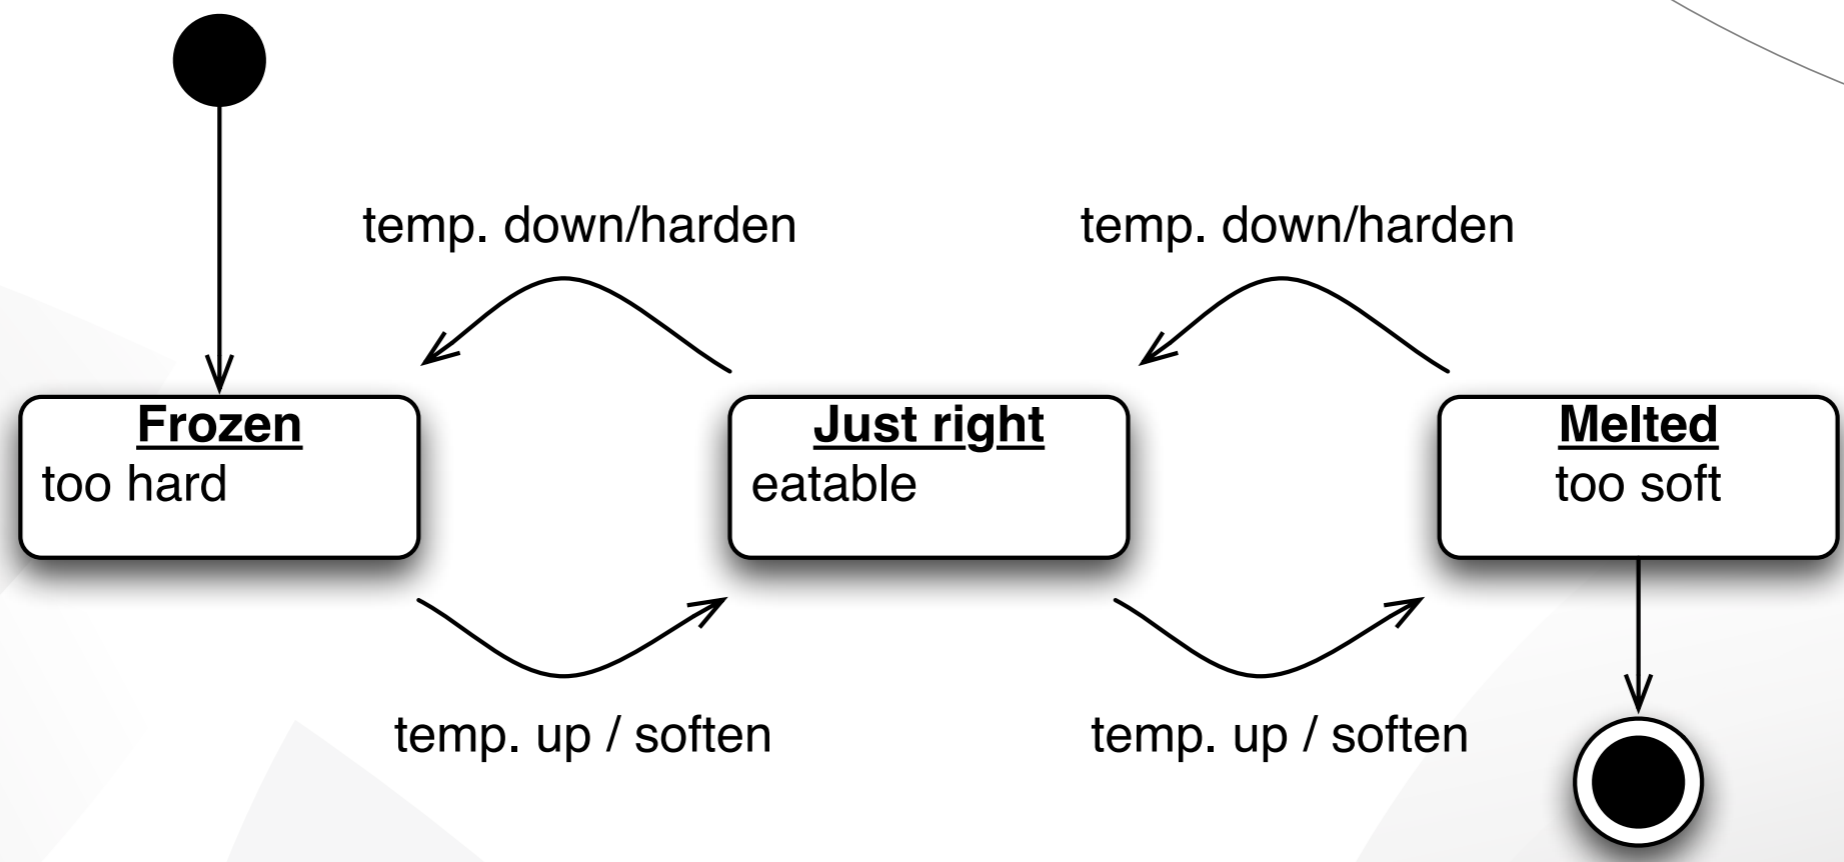 temp. down/harden
temp. down/harden
Frozen
too hard
Just right
eatable
Melted
too soft
temp. up / soften
temp. up / soften